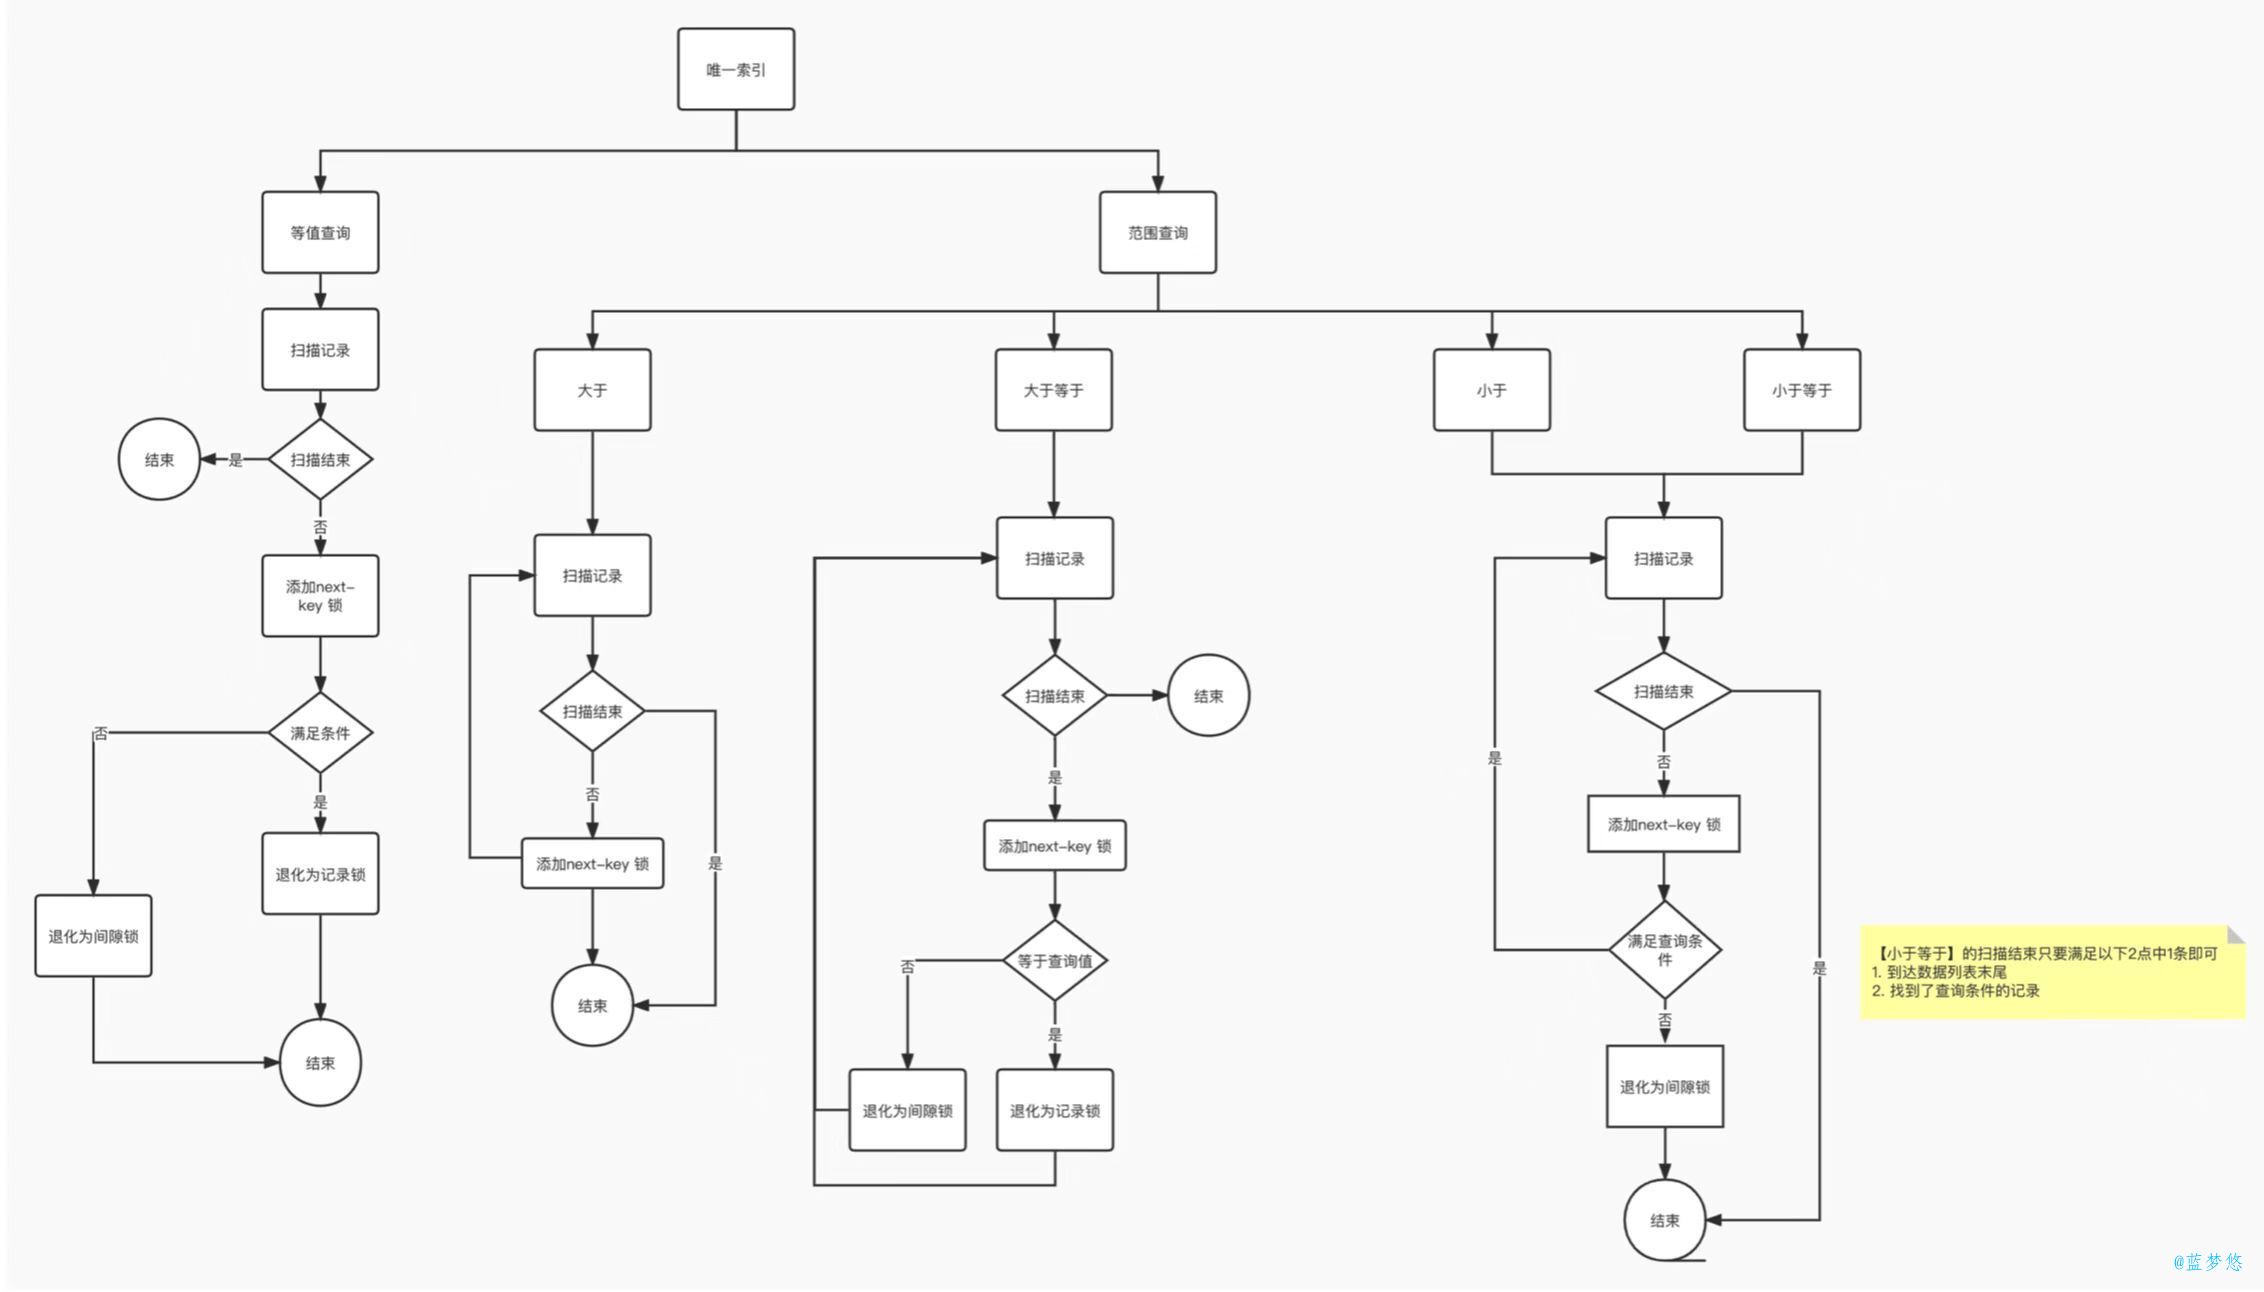 唯一索引
等值查询
范围查询
扫描记录
大于
大于等于
小于
小于等于
扫描结束
是
结束
否
添加next-
key 锁
满足条件
否
是
退化为记录锁
退化为间隙锁
结束
扫描记录
扫描结束
否
是
添加next-key 锁
结束
扫描记录
扫描结束
结束
是
添加next-key 锁
等于查询值
否
是
退化为间隙锁
退化为记录锁
扫描记录
扫描结束
是
否
添加next-key 锁
满足查询条
件
是
否
退化为间隙锁
结束
【小于等于】的扫描结束只要满足以下2点中1条即可
1. 到达数据列表末尾
2. 找到了查询条件的记录
@蓝梦悠